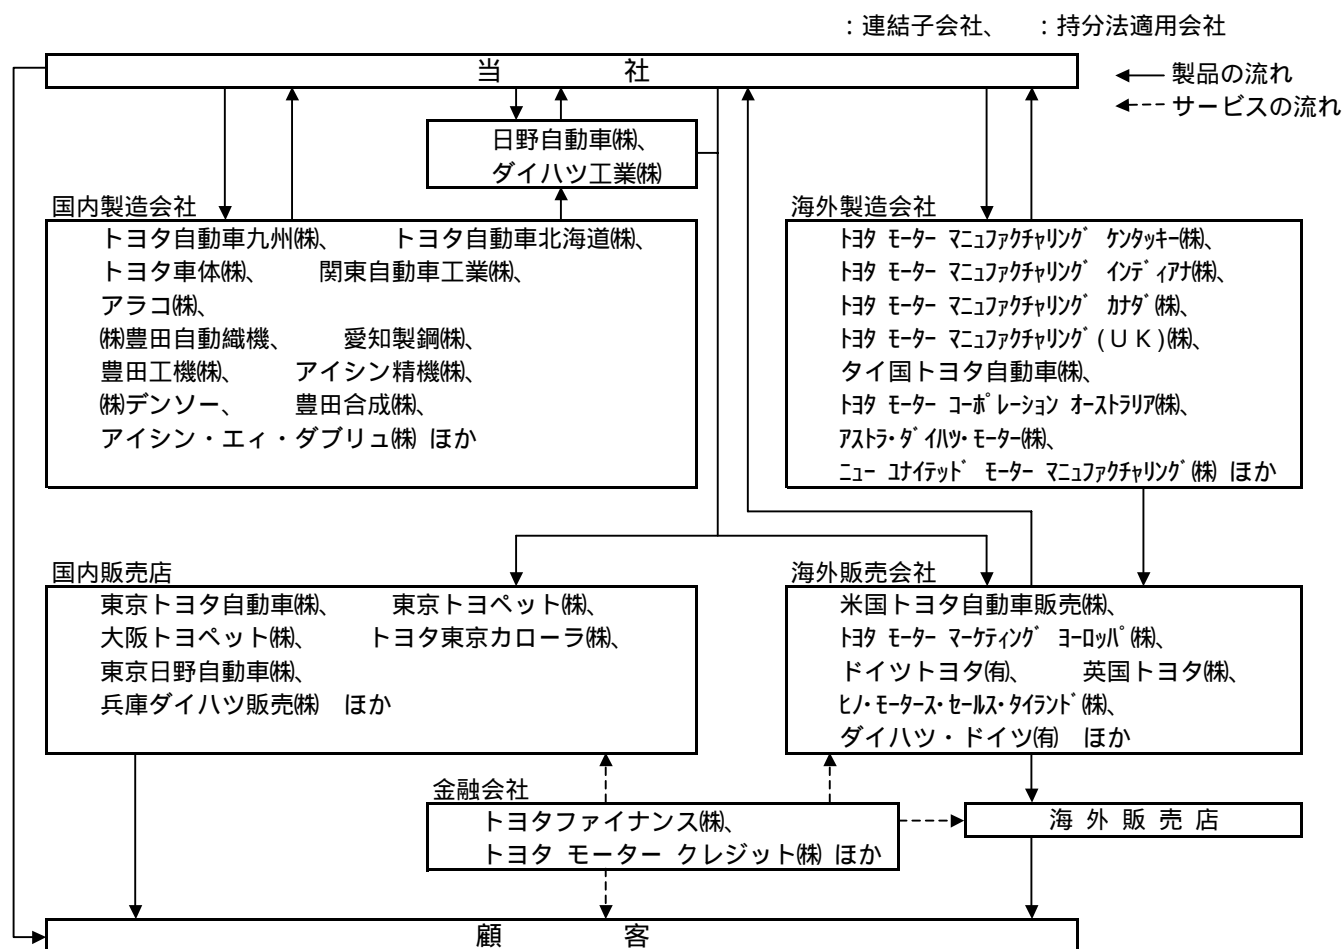 ：連結子会社、　：持分法適用会社
当　　社
製品の流れ
サービスの流れ
日野自動車㈱、
ダイハツ工業㈱
国内製造会社
トヨタ自動車九州㈱、　トヨタ自動車北海道㈱、
トヨタ車体㈱、　関東自動車工業㈱、
アラコ㈱、
㈱豊田自動織機、　愛知製鋼㈱、
豊田工機㈱、　アイシン精機㈱、
㈱デンソー、　豊田合成㈱、
アイシン・エィ・ダブリュ㈱ ほか
海外製造会社
ﾄﾖﾀ ﾓｰﾀｰ ﾏﾆｭﾌｧｸﾁｬﾘﾝｸﾞ ｹﾝﾀｯｷｰ㈱、
ﾄﾖﾀ ﾓｰﾀｰ ﾏﾆｭﾌｧｸﾁｬﾘﾝｸﾞ ｲﾝﾃﾞｨｱﾅ㈱、
ﾄﾖﾀ ﾓｰﾀｰ ﾏﾆｭﾌｧｸﾁｬﾘﾝｸﾞ ｶﾅﾀﾞ㈱、
ﾄﾖﾀ ﾓｰﾀｰ ﾏﾆｭﾌｧｸﾁｬﾘﾝｸﾞ(ＵＫ)㈱、
タイ国トヨタ自動車㈱、
ﾄﾖﾀ ﾓｰﾀｰ ｺｰﾎﾟﾚｰｼｮﾝ ｵｰｽﾄﾗﾘｱ㈱、
ｱｽﾄﾗ･ﾀﾞｲﾊﾂ･ﾓｰﾀｰ㈱、
ﾆｭｰ ﾕﾅｲﾃｯﾄﾞ ﾓｰﾀｰ ﾏﾆｭﾌｧｸﾁｬﾘﾝｸﾞ㈱ ほか
国内販売店
東京トヨタ自動車㈱、　東京トヨペット㈱、
大阪トヨペット㈱、　トヨタ東京カローラ㈱、
東京日野自動車㈱、
兵庫ダイハツ販売㈱　ほか
海外販売会社
米国トヨタ自動車販売㈱、
ﾄﾖﾀ ﾓｰﾀｰ ﾏｰｹﾃｨﾝｸﾞ ﾖｰﾛｯﾊﾟ㈱、
ドイツトヨタ㈲、　英国トヨタ㈱、
ﾋﾉ･ﾓｰﾀｰｽ･ｾｰﾙｽ･ﾀｲﾗﾝﾄﾞ㈱、
ダイハツ・ドイツ㈲　ほか
金融会社
トヨタファイナンス㈱、
トヨタ モーター クレジット㈱ ほか
海 外 販 売 店
顧　　客